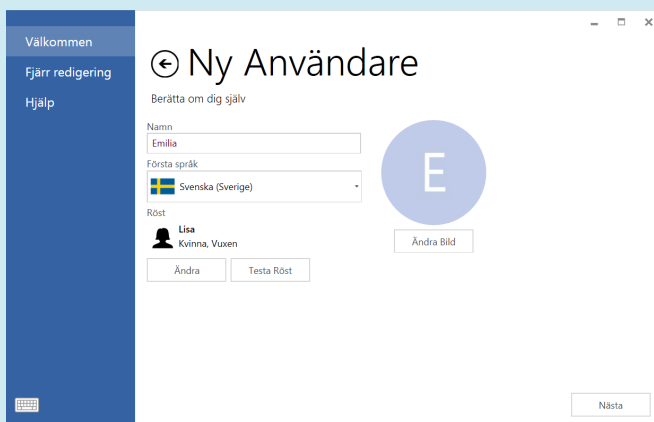 Välkommen
Fjärr redigering
Hjälp
Ny Användare
Berätta om dig själv
Namn
Emilia
Första språk
Svenska (Sverige)
Röst
Lisa
Kvinna, Vuxen
Ändra
Testa Röst
E
Ändra Bild
Nästa